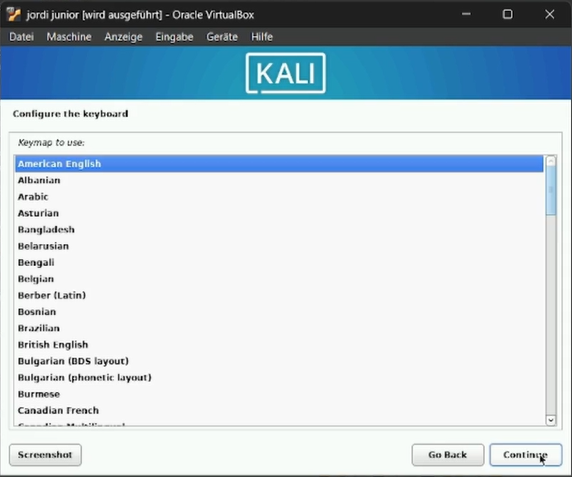 jordi junior [wird ausgeführt] - Oracle VirtualBox
Datei Maschine Anzeige Eingabe Geräte Hilfe
KALI
Configure the keyboard
Keymap to use:
American English
Albanian
Arabic
Asturian
Bangladesh
Belarusian
Bengali
Belgian
Berber (Latin)
Bosnian
Brazilian
British English
Bulgarian (BDS layout)
Bulgarian (phonetic layout)
Burmese
Canadian French
Canadian Multilingual
Screenshot Go Back Continue